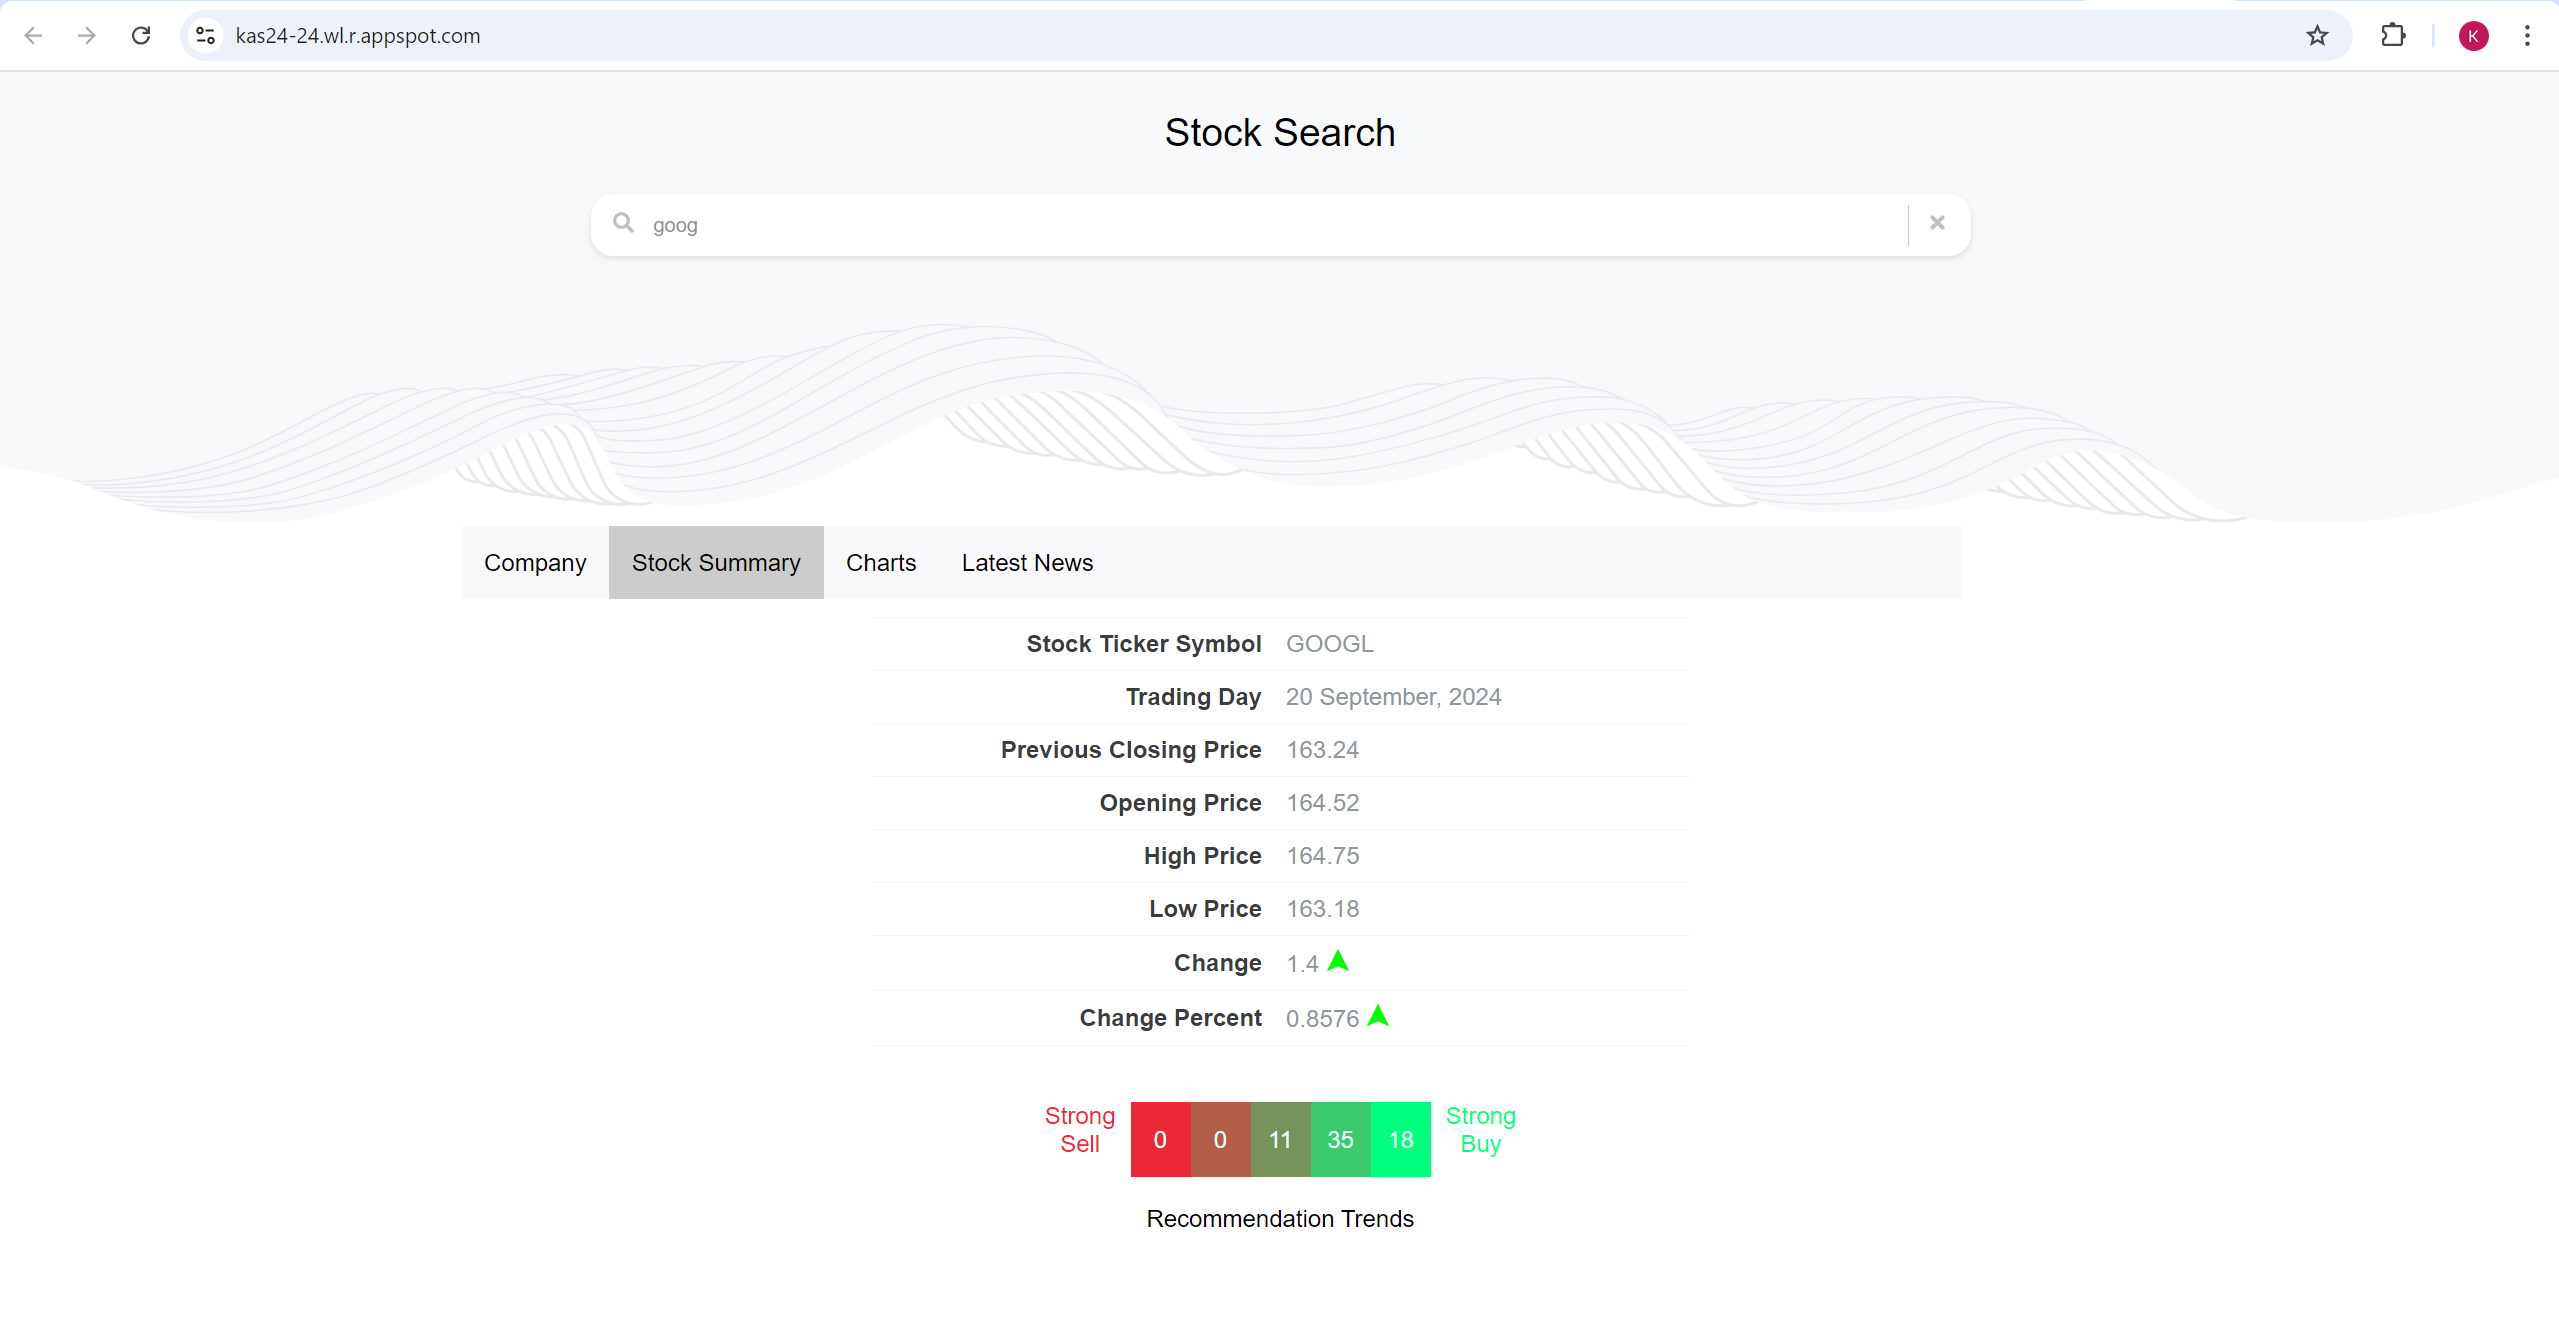 kas24-24.wl.r.appspot.com
K
Stock Search
goog
Company Stock Summary Charts Latest News
Stock Ticker Symbol GOOGL
Trading Day 20 September, 2024
Previous Closing Price 163.24
Opening Price 164.52
High Price 164.75
Low Price 163.18
Change 1.4
Change Percent 0.8576
Strong Sell 0 0 11 35 18 Strong Buy
Recommendation Trends